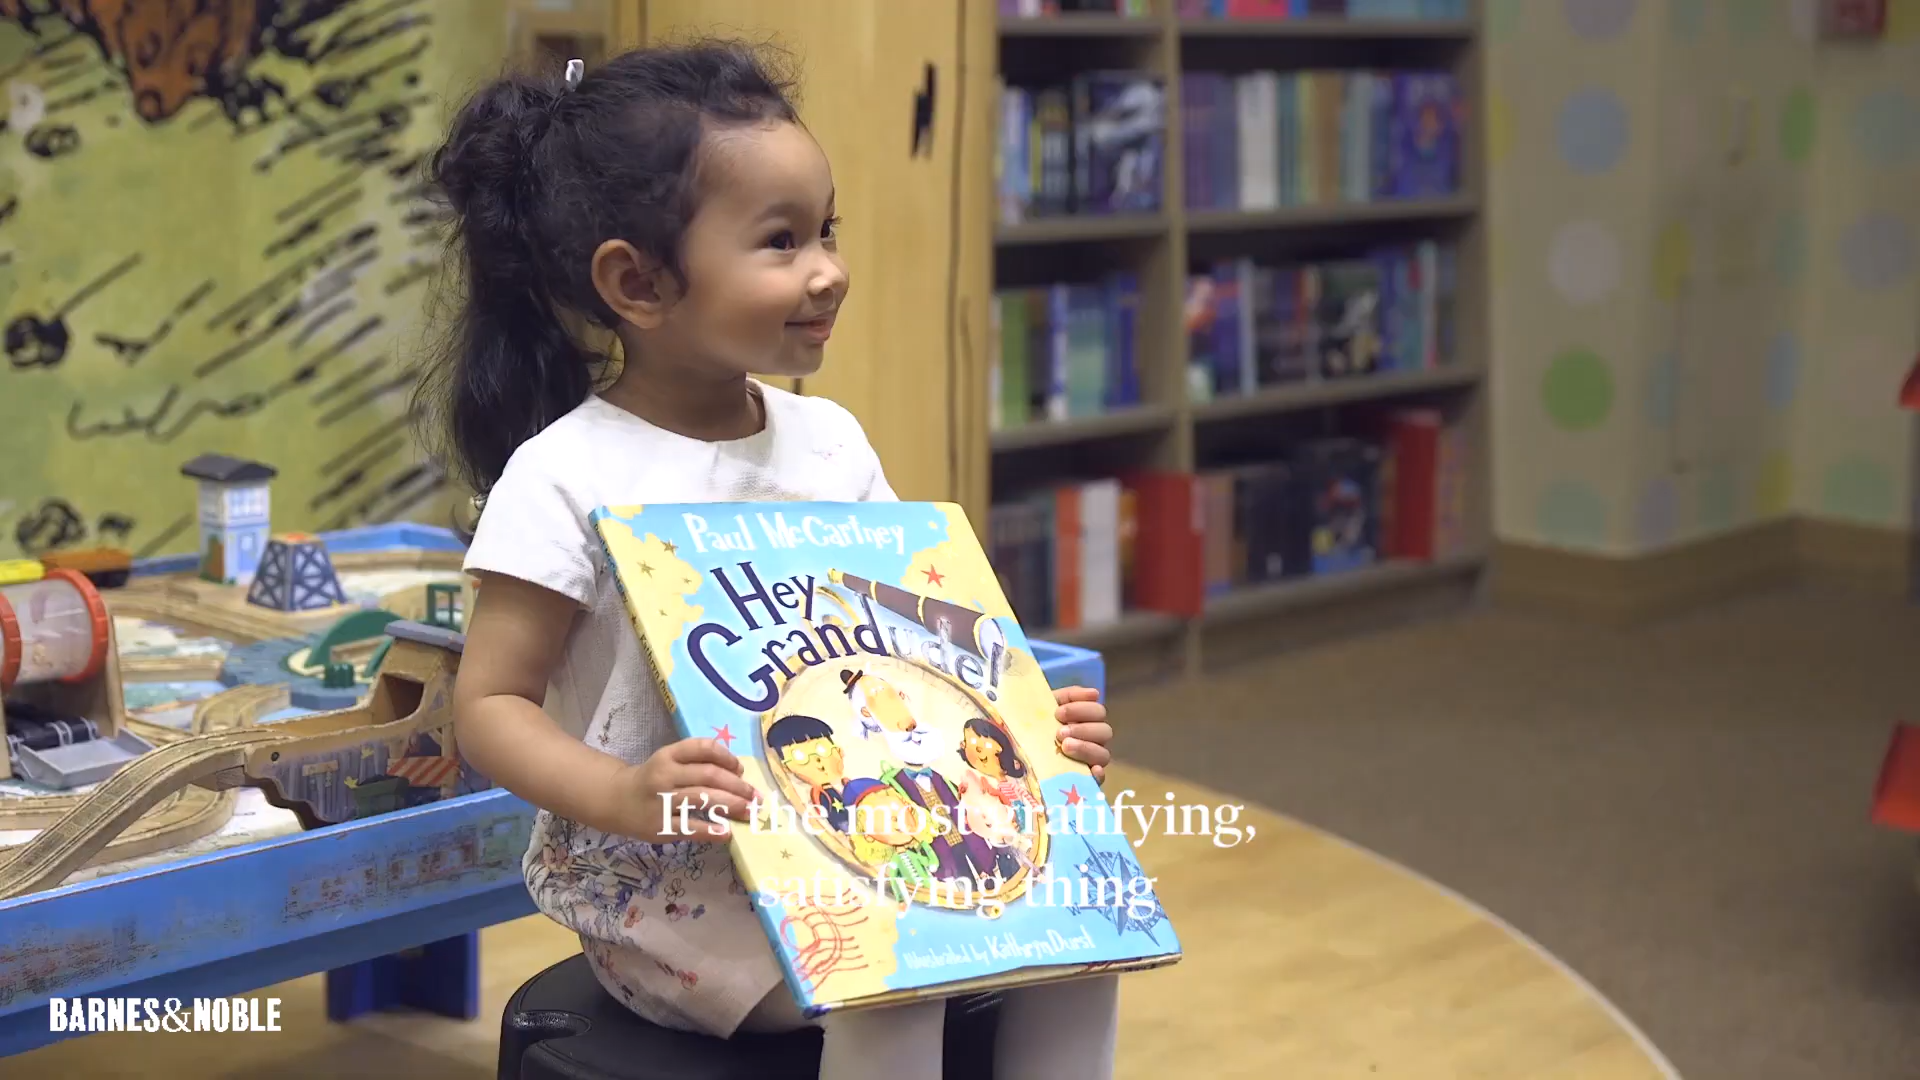 Paul McCartney
Hey
Grandude!
It's the most gratifying,
satisfying thing
Illustrated by Kathryn Durst
BARNES&NOBLE